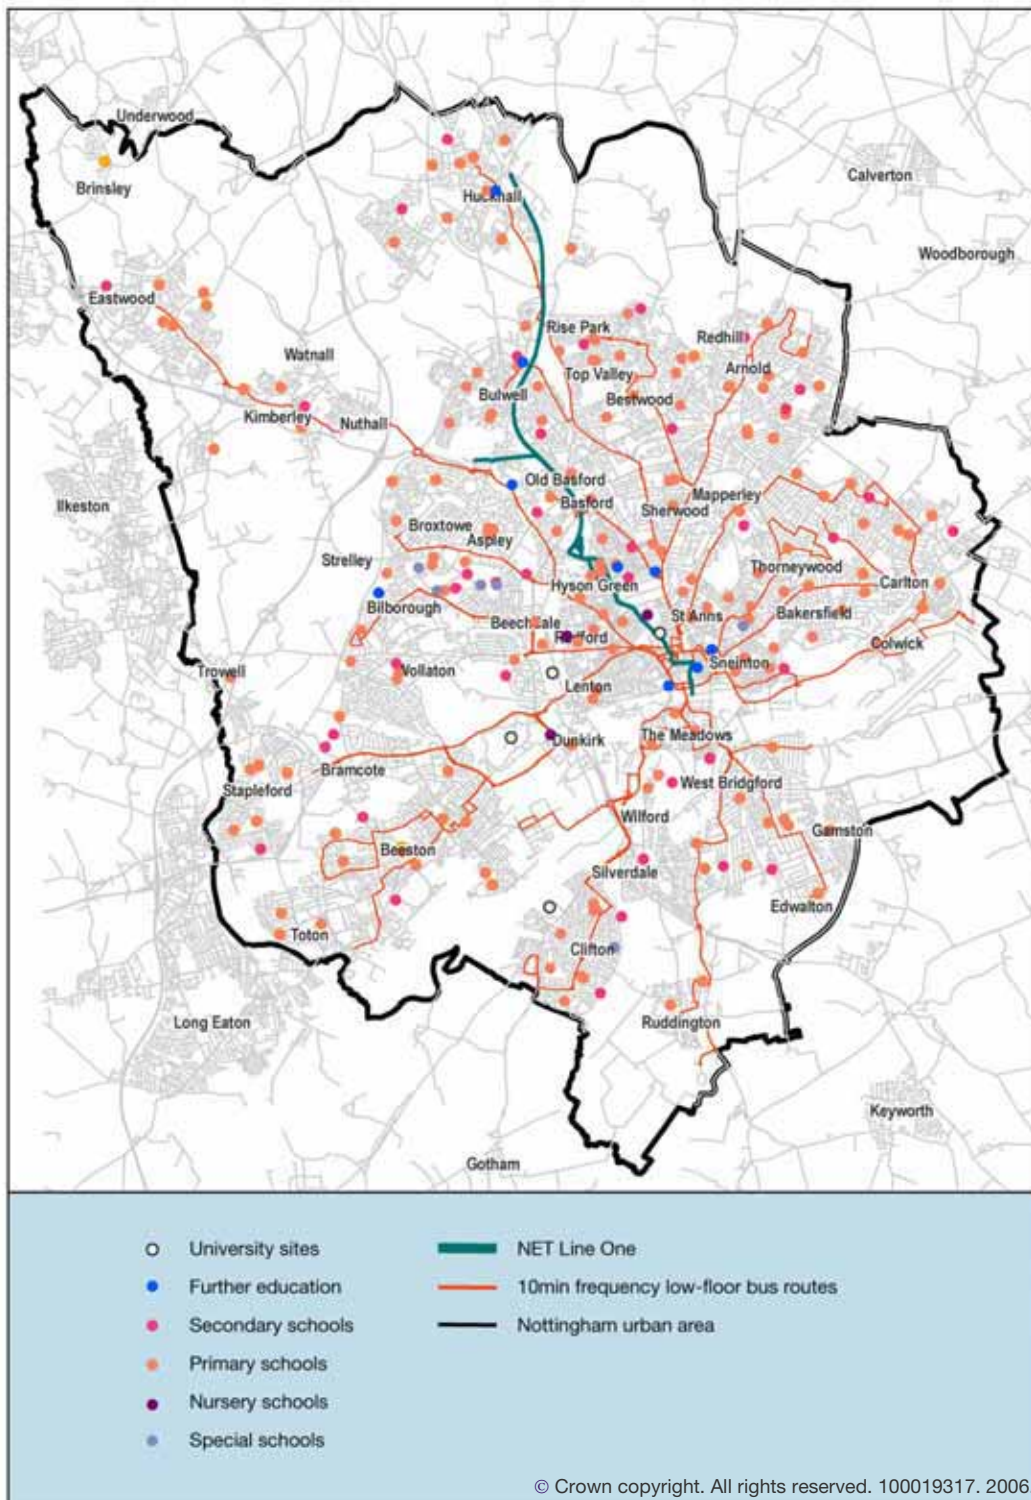 Underwood
Brinsley
Calverton
Hucknall
Woodborough
Eastwood
Rise Park
Redhill
Watnall
Top Valley
Arnold
Bulwell
Bestwood
Kimberley
Nuthall
Old Basford
Mapperley
Ilkeston
Basford
Sherwood
Broxtowe
Aspley
Strelley
Thorneywood
Hyson Green
Carlton
Bilborough
St Anns
Bakersfield
Beechdale
Radford
Colwick
Trowell
Wollaton
Sneinton
Lenton
The Meadows
Dunkirk
Bramcote
West Bridgford
Stapleford
Wilford
Gamston
Beeston
Silverdale
Edwalton
Toton
Clifton
Long Eaton
Ruddington
Keyworth
Gotham
University sites
Further education
Secondary schools
Primary schools
Nursery schools
Special schools
NET Line One
10min frequency low-floor bus routes
Nottingham urban area
© Crown copyright. All rights reserved. 100019317. 2006